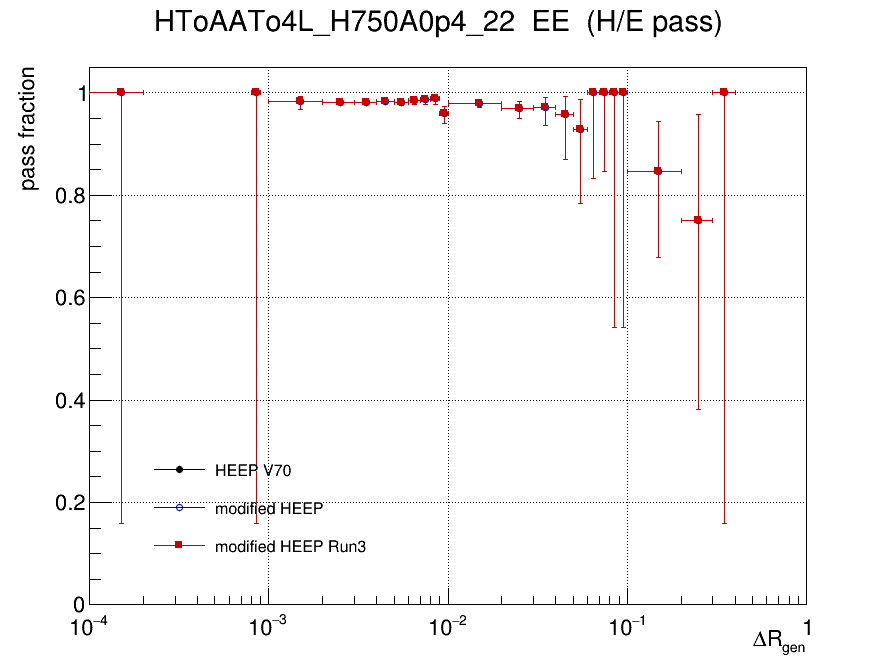 HToAATo4L_H750A0p4_22 EE (H/E pass)
pass fraction
1
0.8
0.6
0.4
0.2
0
HEEP V70
modified HEEP
modified HEEP Run3
10⁻⁴ 10⁻³ 10⁻² 10⁻¹ 1
ΔR_gen